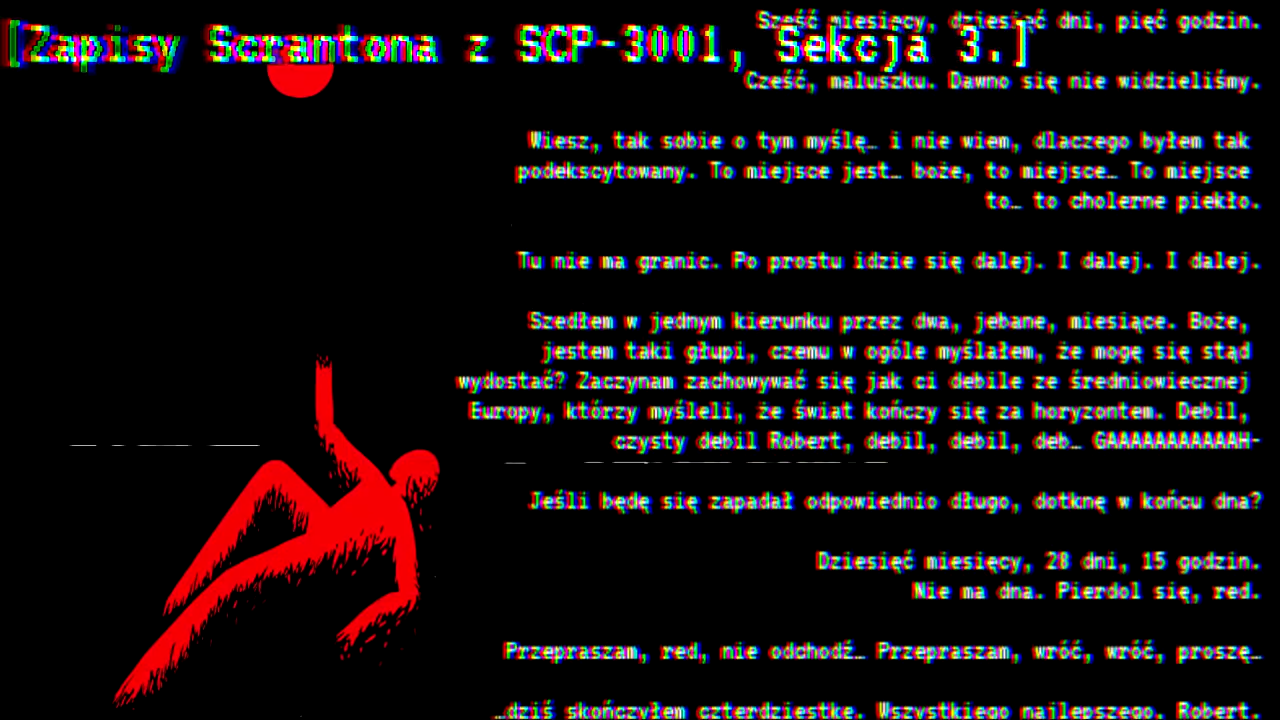 Sześć miesięcy, dziesięć dni, pięć godzin.
[Zapisy Scrantona z SCP-3001, Sekcja 3.]
Cześć, maluszku. Dawno się nie widzieliśmy.
Wiesz, tak sobie o tym myślę… i nie wiem, dlaczego byłem tak
podekscytowany. To miejsce jest… boże, to miejsce… To miejsce
to… to cholerne piekło.
Tu nie ma granic. Po prostu idzie się dalej. I dalej. I dalej.
Szedłem w jednym kierunku przez dwa, jebane, miesiące. Boże,
jestem taki głupi, czemu w ogóle myślałem, że mogę się stąd
wydostać? Zaczynam zachowywać się jak ci debile ze średniowiecznej
Europy, którzy myśleli, że świat kończy się za horyzontem. Debil,
czysty debil Robert, debil, debil, deb… GAAAAAAAAAAAAH-
Jeśli będę się zapadał odpowiednio długo, dotknę w końcu dna?
Dziesięć miesięcy, 28 dni, 15 godzin.
Nie ma dna. Pierdol się, red.
Przepraszam, red, nie odchodź… Przepraszam, wróć, wróć, proszę…
…dziś skończyłem czterdziestkę. Wszystkiego najlepszego, Robert.